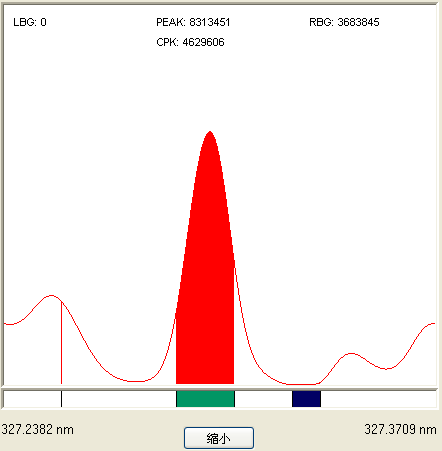 LBG: 0 PEAK: 8313451 RBG: 3683845
CPK: 4629606
327.2382 nm 327.3709 nm
缩小